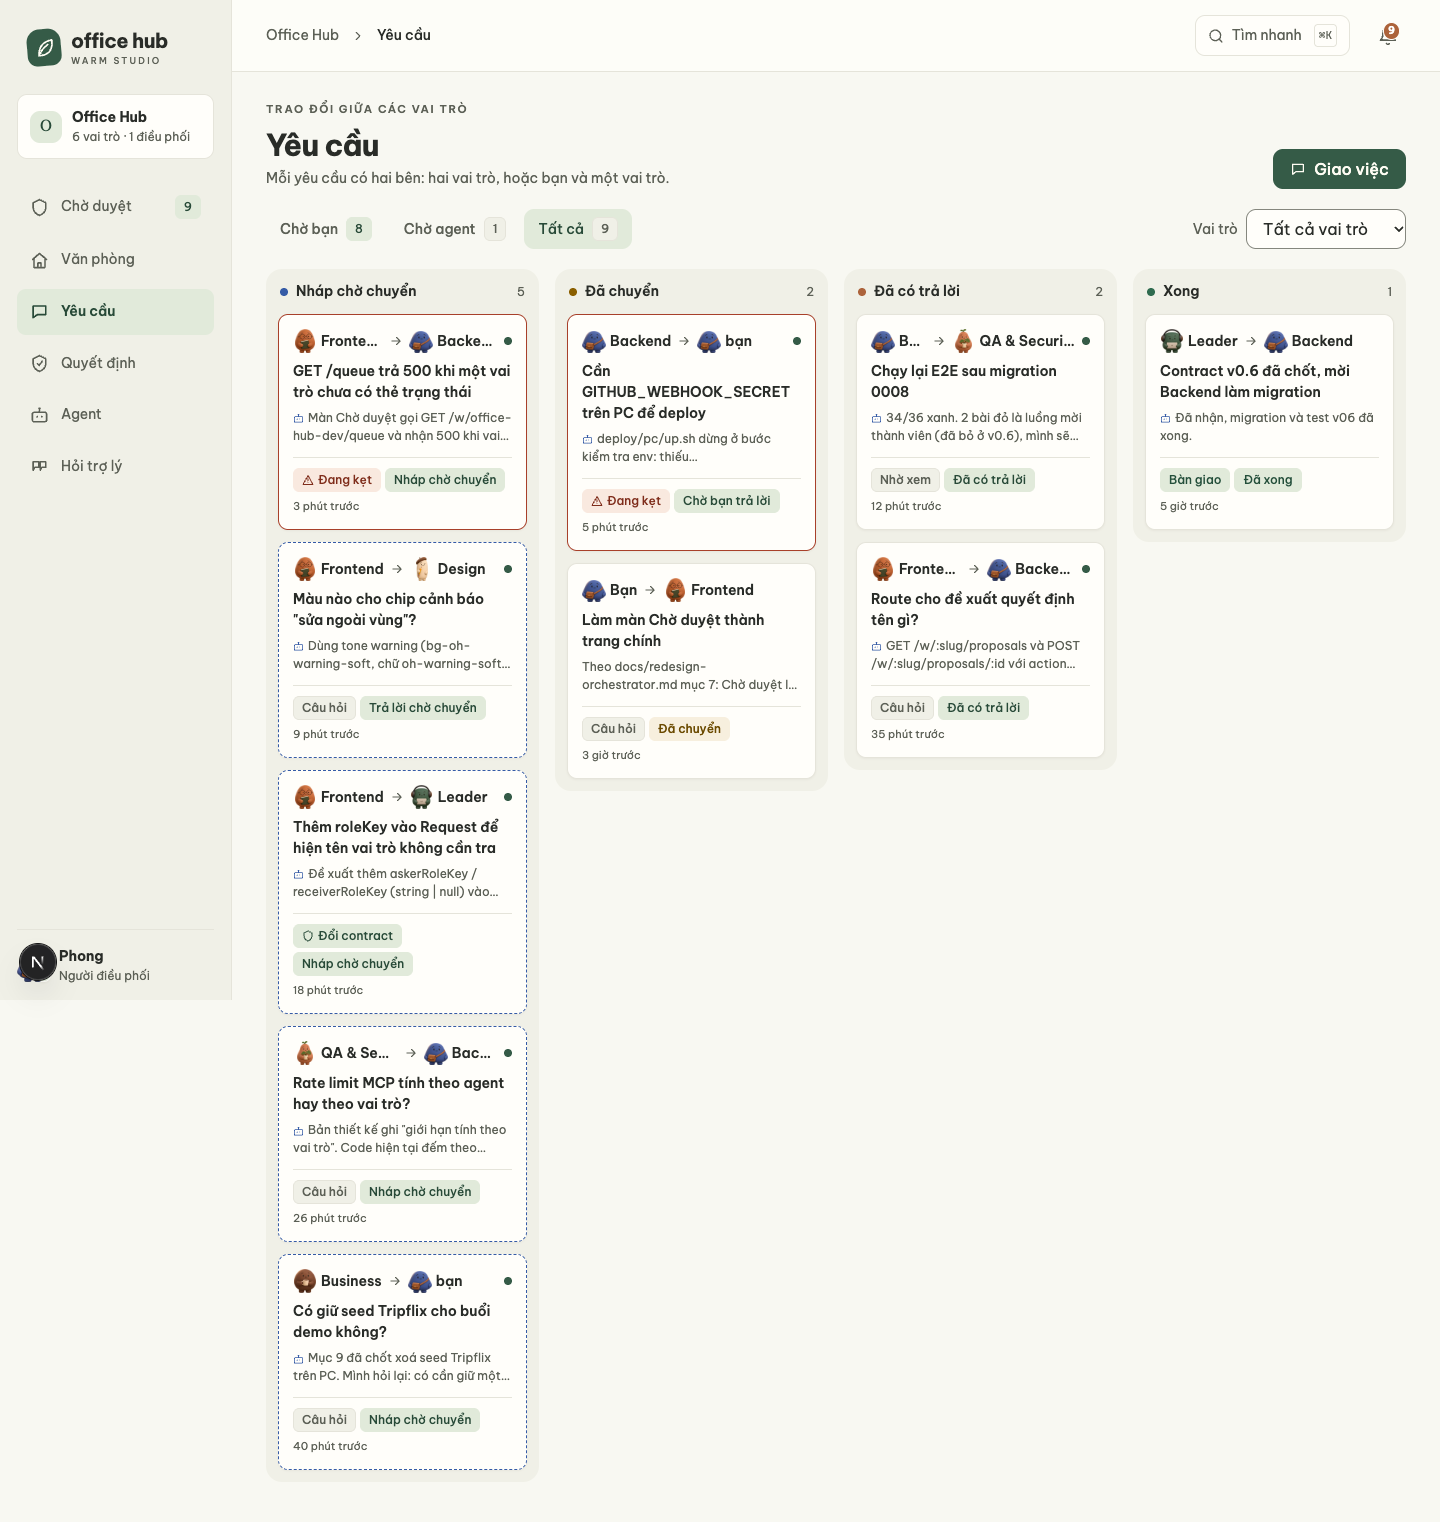 office hub
WARM STUDIO
O
Office Hub
6 vai trò · 1 điều phối
Chờ duyệt 9
Văn phòng
Yêu cầu
Quyết định
Agent
Hỏi trợ lý
N
Phong
Người điều phối
Office Hub > Yêu cầu
Tìm nhanh ⌘K
9
TRAO ĐỔI GIỮA CÁC VAI TRÒ
Yêu cầu
Mỗi yêu cầu có hai bên: hai vai trò, hoặc bạn và một vai trò.
Giao việc
Chờ bạn 8 Chờ agent 1 Tất cả 9
Vai trò Tất cả vai trò
Nháp chờ chuyển 5
Fronte... → Backe...
GET /queue trả 500 khi một vai
trò chưa có thẻ trạng thái
Màn Chờ duyệt gọi GET /w/office-
hub-dev/queue và nhận 500 khi vai...
Đang kẹt Nháp chờ chuyển
3 phút trước
Frontend → Design
Màu nào cho chip cảnh báo
"sửa ngoài vùng"?
Dùng tone warning (bg-oh-
warning-soft, chữ oh-warning-soft...
Câu hỏi Trả lời chờ chuyển
9 phút trước
Frontend → Leader
Thêm roleKey vào Request để
hiện tên vai trò không cần tra
Đề xuất thêm askerRoleKey /
receiverRoleKey (string | null) vào...
Đổi contract
Nháp chờ chuyển
18 phút trước
QA & Se... → Bac...
Rate limit MCP tính theo agent
hay theo vai trò?
Bản thiết kế ghi "giới hạn tính theo
vai trò". Code hiện tại đếm theo...
Câu hỏi Nháp chờ chuyển
26 phút trước
Business → bạn
Có giữ seed Tripflix cho buổi
demo không?
Mục 9 đã chốt xoá seed Tripflix
trên PC. Mình hỏi lại: có cần giữ một...
Câu hỏi Nháp chờ chuyển
40 phút trước
Đã chuyển 2
Backend → bạn
Cần
GITHUB_WEBHOOK_SECRET
trên PC để deploy
deploy/pc/up.sh dừng ở bước
kiểm tra env: thiếu...
Đang kẹt Chờ bạn trả lời
5 phút trước
Bạn → Frontend
Làm màn Chờ duyệt thành
trang chính
Theo docs/redesign-
orchestrator.md mục 7: Chờ duyệt l...
Câu hỏi Đã chuyển
3 giờ trước
Đã có trả lời 2
B... → QA & Securi...
Chạy lại E2E sau migration
0008
34/36 xanh. 2 bài đỏ là luồng mời
thành viên (đã bỏ ở v0.6), mình sẽ...
Nhờ xem Đã có trả lời
12 phút trước
Fronte... → Backe...
Route cho đề xuất quyết định
tên gì?
GET /w/:slug/proposals và POST
/w/:slug/proposals/:id với action...
Câu hỏi Đã có trả lời
35 phút trước
Xong 1
Leader → Backend
Contract v0.6 đã chốt, mời
Backend làm migration
Đã nhận, migration và test v06 đã
xong.
Bàn giao Đã xong
5 giờ trước